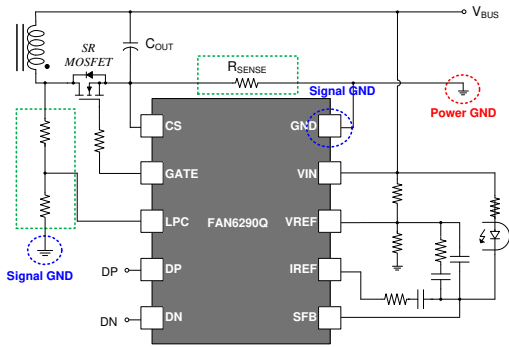 V_BUS
SR
MOSFET
C_OUT
R_SENSE
Signal GND
Power GND
CS
GND
GATE
VIN
LPC
FAN6290Q
VREF
Signal GND
DP
DP
IREF
DN
DN
SFB